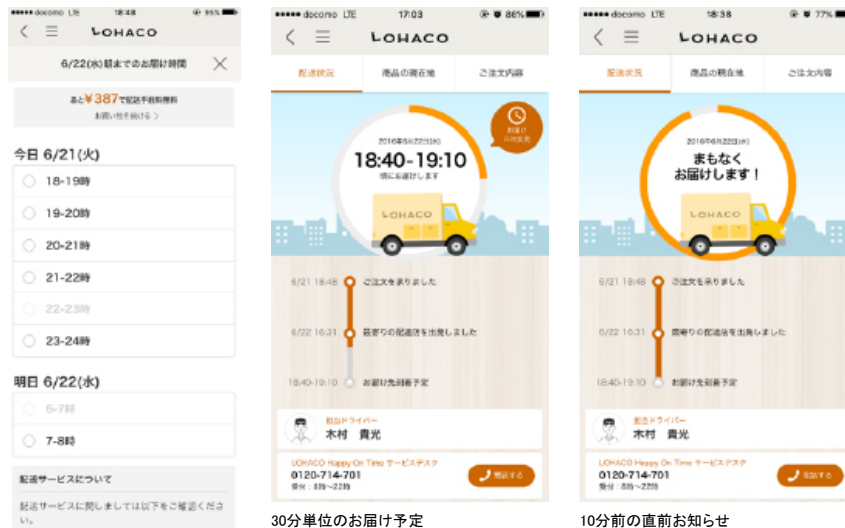 docomo LTE 18:48 85%
LOHACO
6/22(水)朝までのお届け時間
あと¥387で配送手数料無料
お買い物を続ける 〉
今日 6/21(火)
18-19時
19-20時
20-21時
21-22時
22-23時
23-24時
明日 6/22(水)
6-7時
7-8時
配送サービスについて
配送サービスに関しましては以下をご確認ください。
docomo LTE 17:03 86%
LOHACO
配送状況 商品の現在地 ご注文内容
2016年6月22日(水)
18:40-19:10
頃にお届けします
お届け
日時変更
LOHACO
6/21 18:48 ご注文を承りました
6/22 16:31 最寄りの配送店を出発しました
18:40-19:10 お届け先到着予定
担当ドライバー
木村 貴光
LOHACO Happy On Time サービスデスク
0120-714-701
受付:8時~22時
電話する
30分単位のお届け予定
docomo LTE 18:38 77%
LOHACO
配送状況 商品の現在地 ご注文内容
2016年6月22日(水)
まもなく
お届けします!
LOHACO
6/21 18:48 ご注文を承りました
6/22 16:31 最寄りの配送店を出発しました
18:40-19:10 お届け先到着予定
担当ドライバー
木村 貴光
LOHACO Happy On Time サービスデスク
0120-714-701
受付:8時~22時
電話する
10分前の直前お知らせ